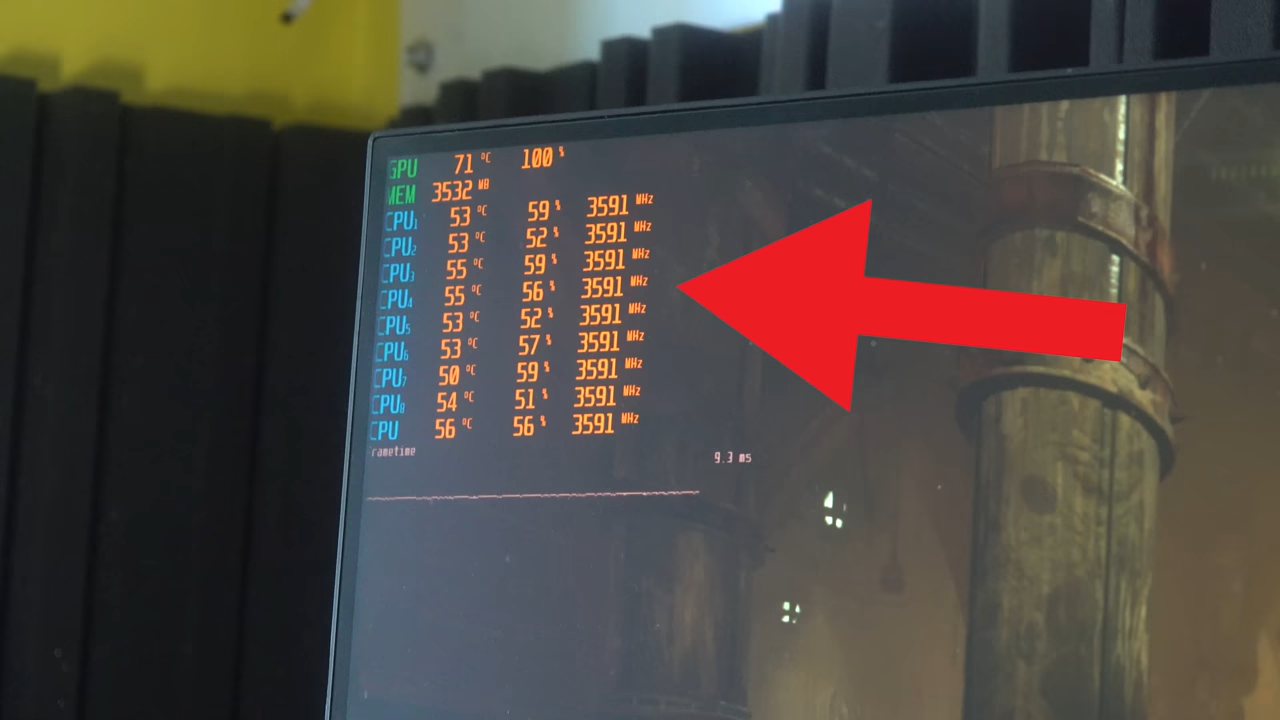 GPU 71 °C 100 %
MEM 3532 MB
CPU1 53 °C 59 % 3591 MHz
CPU2 53 °C 52 % 3591 MHz
CPU3 55 °C 59 % 3591 MHz
CPU4 55 °C 56 % 3591 MHz
CPU5 53 °C 52 % 3591 MHz
CPU6 53 °C 57 % 3591 MHz
CPU7 50 °C 59 % 3591 MHz
CPU8 54 °C 51 % 3591 MHz
CPU 56 °C 56 % 3591 MHz
rametime 9.3 ms